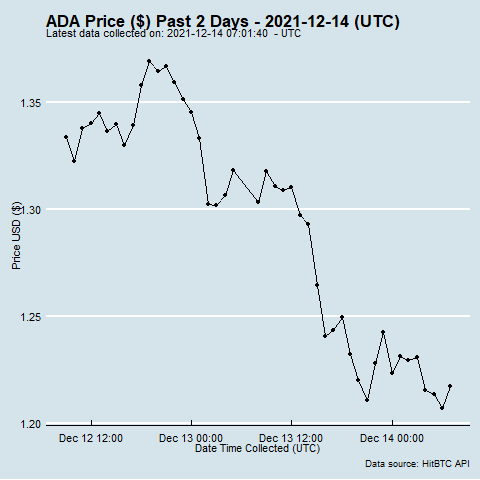 ADA Price ($) Past 2 Days - 2021-12-14 (UTC)
Latest data collected on: 2021-12-14 07:01:40  - UTC
1.35
1.30
1.25
1.20
Price USD ($)
Dec 12 12:00
Dec 13 00:00
Dec 13 12:00
Dec 14 00:00
Date Time Collected (UTC)
Data source: HitBTC API